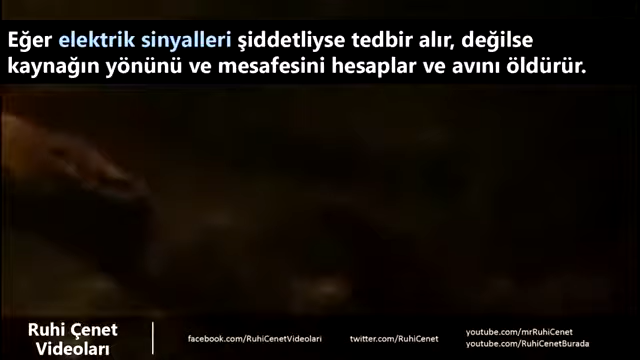 Eğer elektrik sinyalleri şiddetliyse tedbir alır, değilse
kaynağın yönünü ve mesafesini hesaplar ve avını öldürür.
Ruhi Çenet
Videoları
facebook.com/RuhiCenetVideolari
twitter.com/RuhiCenet
youtube.com/mrRuhiCenet
youtube.com/RuhiCenetBurada